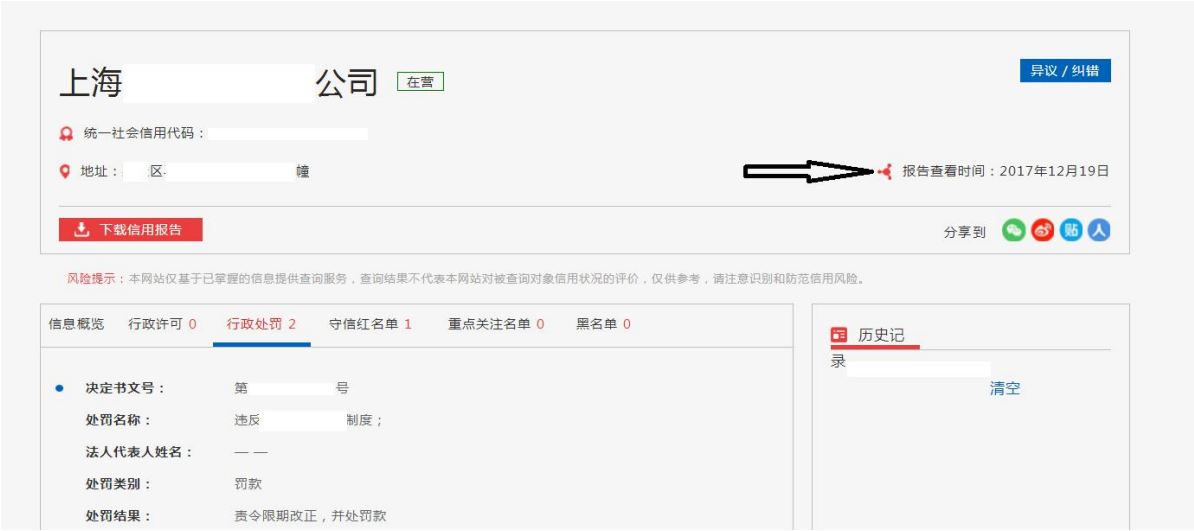 上海 公司 在营
异议 / 纠错
统一社会信用代码：
地址： 区. 幢
报告查看时间：2017年12月19日
下载信用报告
分享到 贴 人
风险提示：本网站仅基于已掌握的信息提供查询服务，查询结果不代表本网站对被查询对象信用状况的评价，仅供参考，请注意识别和防范信用风险。
信息概览 行政许可 0 行政处罚 2 守信红名单 1 重点关注名单 0 黑名单 0
决定书文号： 第 号
处罚名称： 违反 制度；
法人代表人姓名： — —
处罚类别： 罚款
处罚结果： 责令限期改正，并处罚款
历史记
录
清空